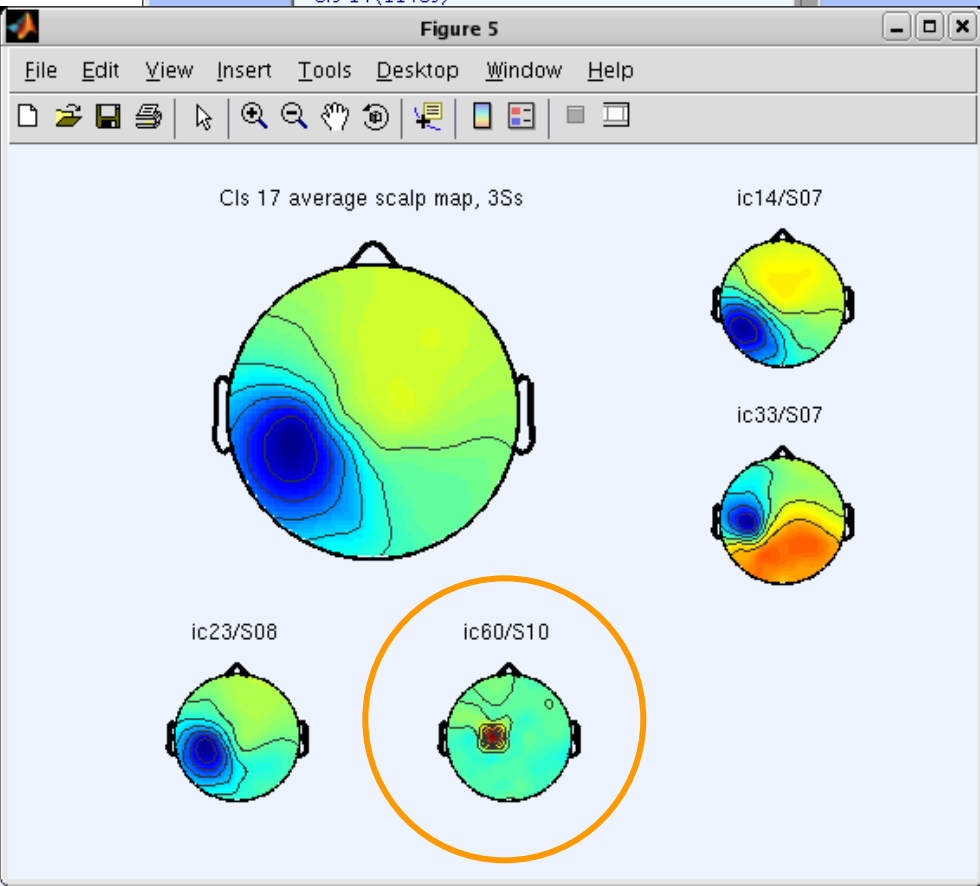 Figure 5
File Edit View Insert Tools Desktop Window Help
Cls 17 average scalp map, 3Ss
ic14/S07
ic33/S07
ic23/S08
ic60/S10